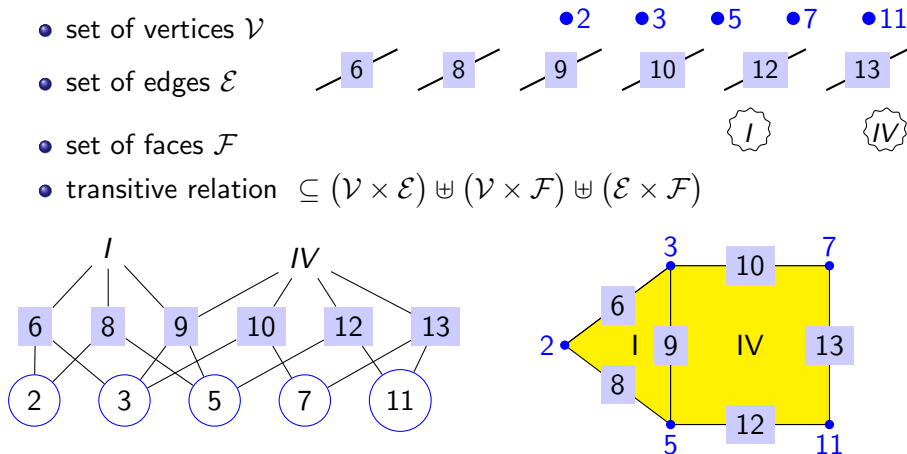 set of vertices 𝒱 2 3 5 7 11
set of edges ℰ 6 8 9 10 12 13
I IV
set of faces ℱ
transitive relation ⊆ (𝒱 × ℰ) ⊎ (𝒱 × ℱ) ⊎ (ℰ × ℱ)
I IV
6 8 9 10 12 13
2 3 5 7 11
3 7
10
6
2 I 9 IV 13
8
12
5 11